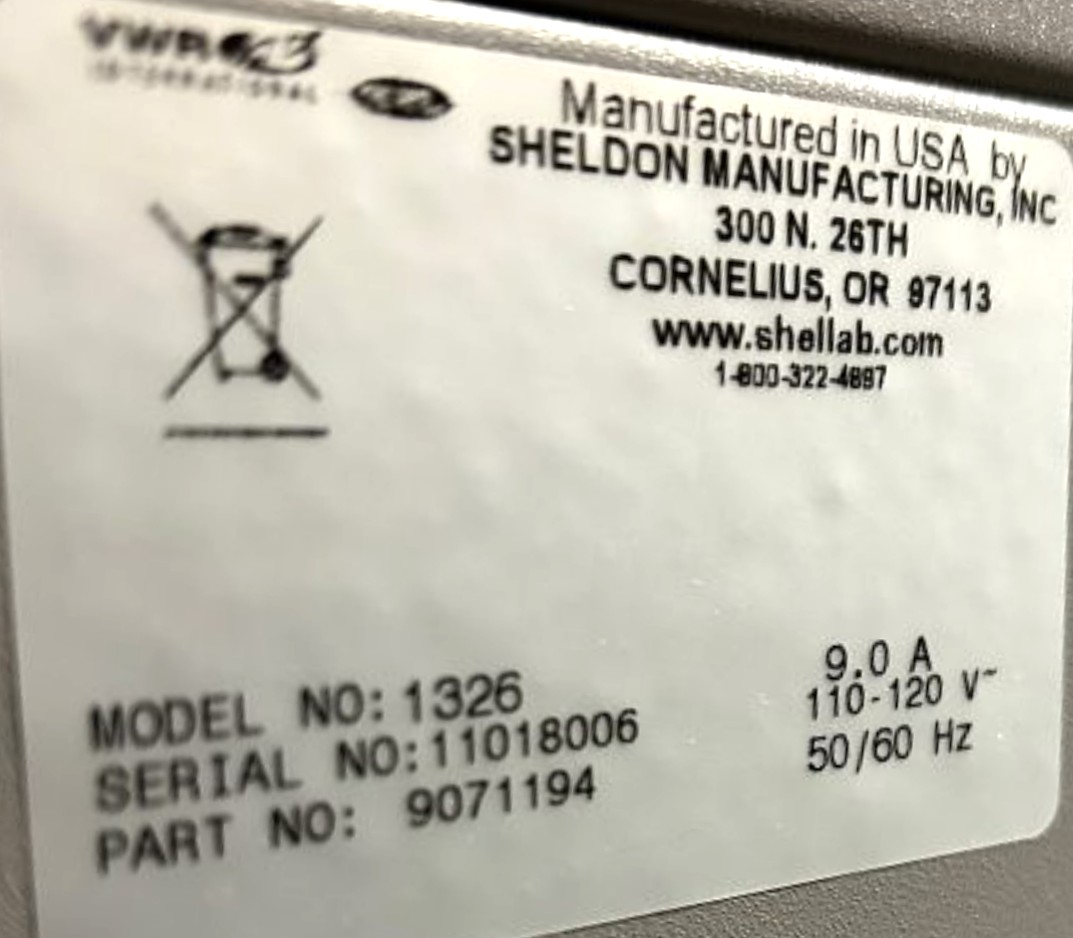 VWR
INTERNATIONAL
Manufactured in USA by
SHELDON MANUFACTURING, INC
300 N. 26TH
CORNELIUS, OR 97113
www.shellab.com
1-800-322-4897
MODEL NO: 1326
SERIAL NO:11018006
PART NO: 9071194
9.0 A
110-120 V~
50/60 Hz